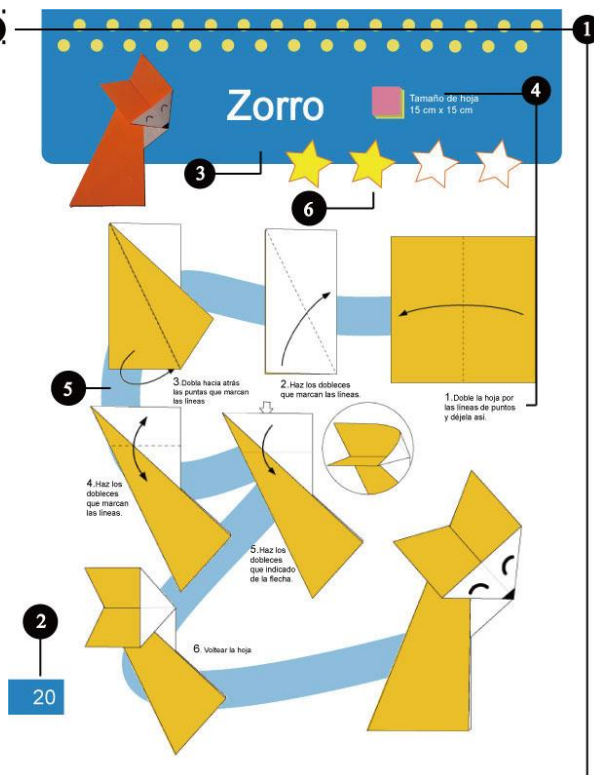 1
Zorro
Tamaño de hoja
15 cm x 15 cm
4
3
6
3.Dobla hacia atrás
las puntas que marcan
las líneas
2.Haz los dobleces
que marcan las líneas.
1.Doble la hoja por
las líneas de puntos
y déjela así.
5
4.Haz los
dobleces
que marcan
las líneas.
5.Haz los
dobleces
que indicado
de la flecha.
2
6. Voltear la hoja
20